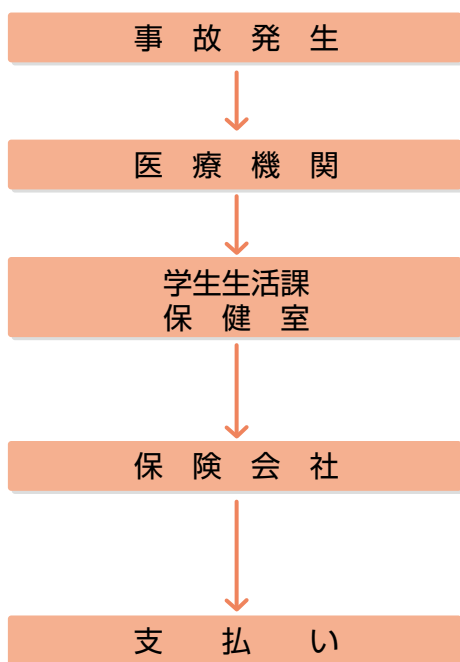 事故発生
医療機関
学生生活課
保健室
保険会社
支払い